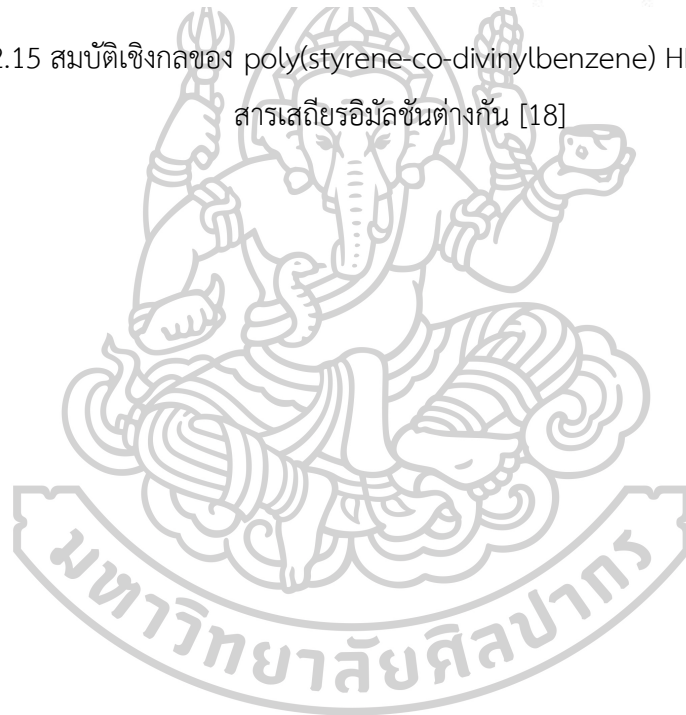 2.15 สมบัติเชิงกลของ poly(styrene-co-divinylbenzene)
สารเสถียรอิมัลชันต่างกัน [18]
มหาวิทยาลัยศิลปากร